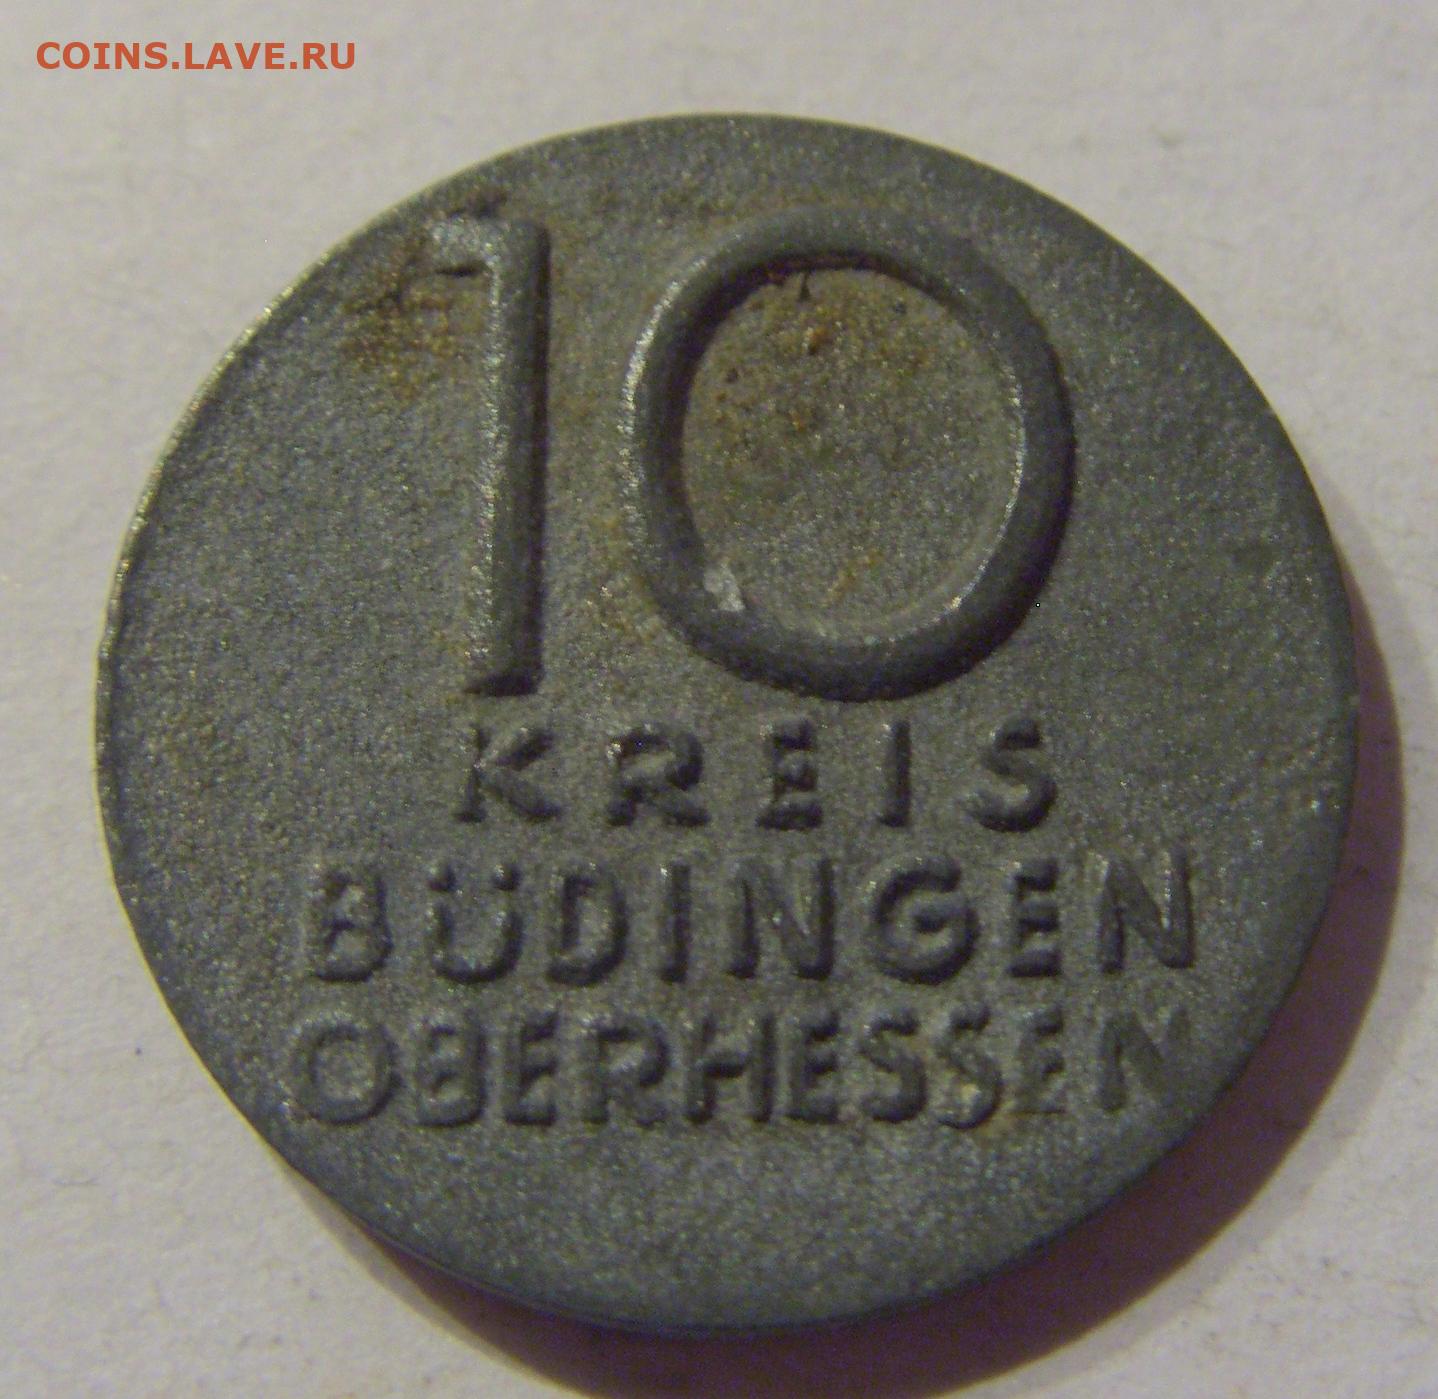 COINS.LAVE.RU
10
KREIS
BÜDINGEN
OBERHESSEN